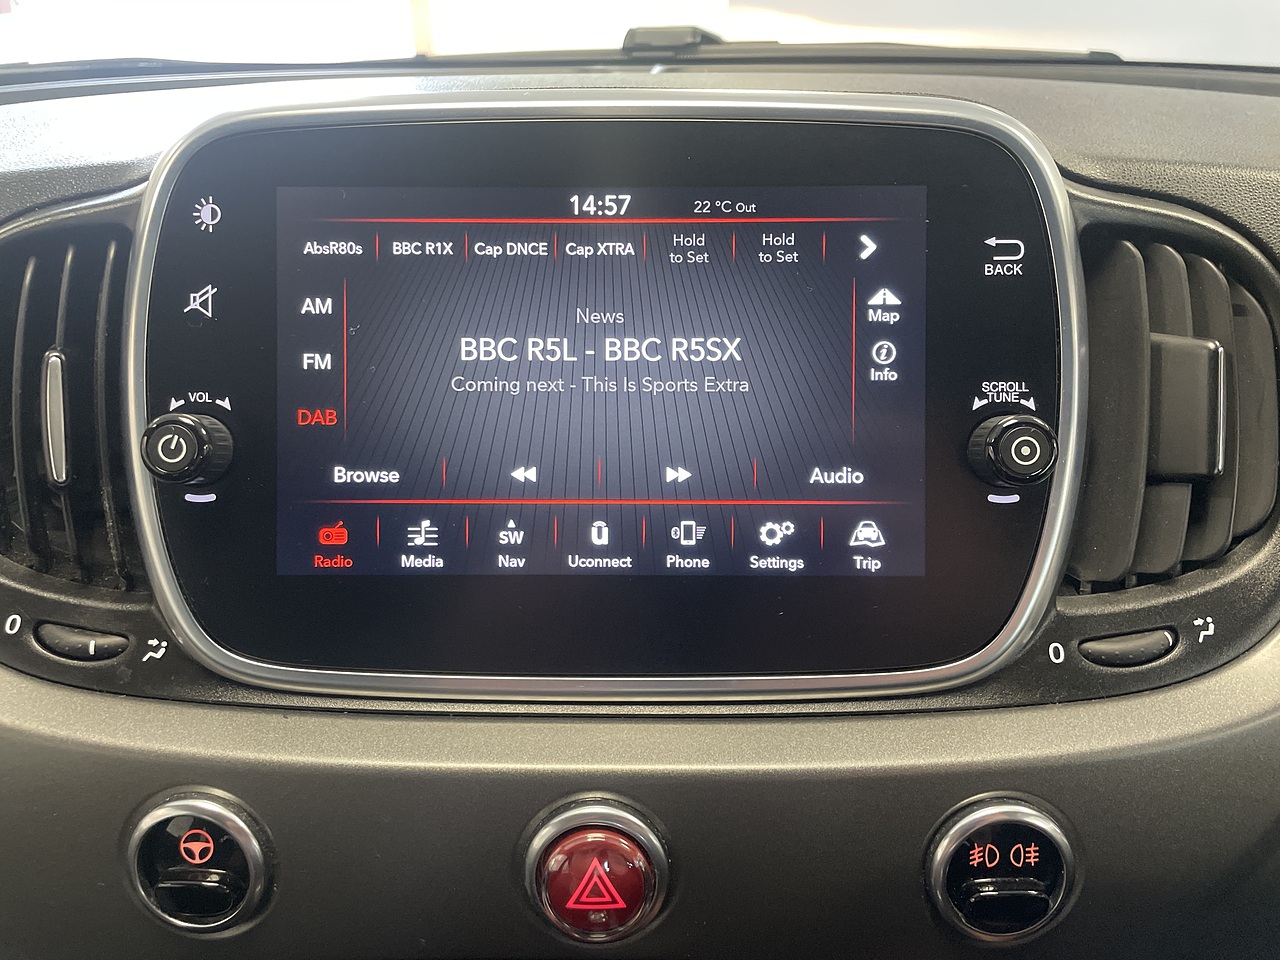 14:57
22 °C Out
AbsR80s
BBC R1X
Cap DNCE
Cap XTRA
Hold
to Set
Hold
to Set
BACK
AM
FM
DAB
News
BBC R5L - BBC R5SX
Coming next - This Is Sports Extra
Map
Info
VOL
SCROLL
TUNE
Browse
Audio
Radio
Media
SW
Nav
u
Uconnect
Phone
Settings
Trip
0
0